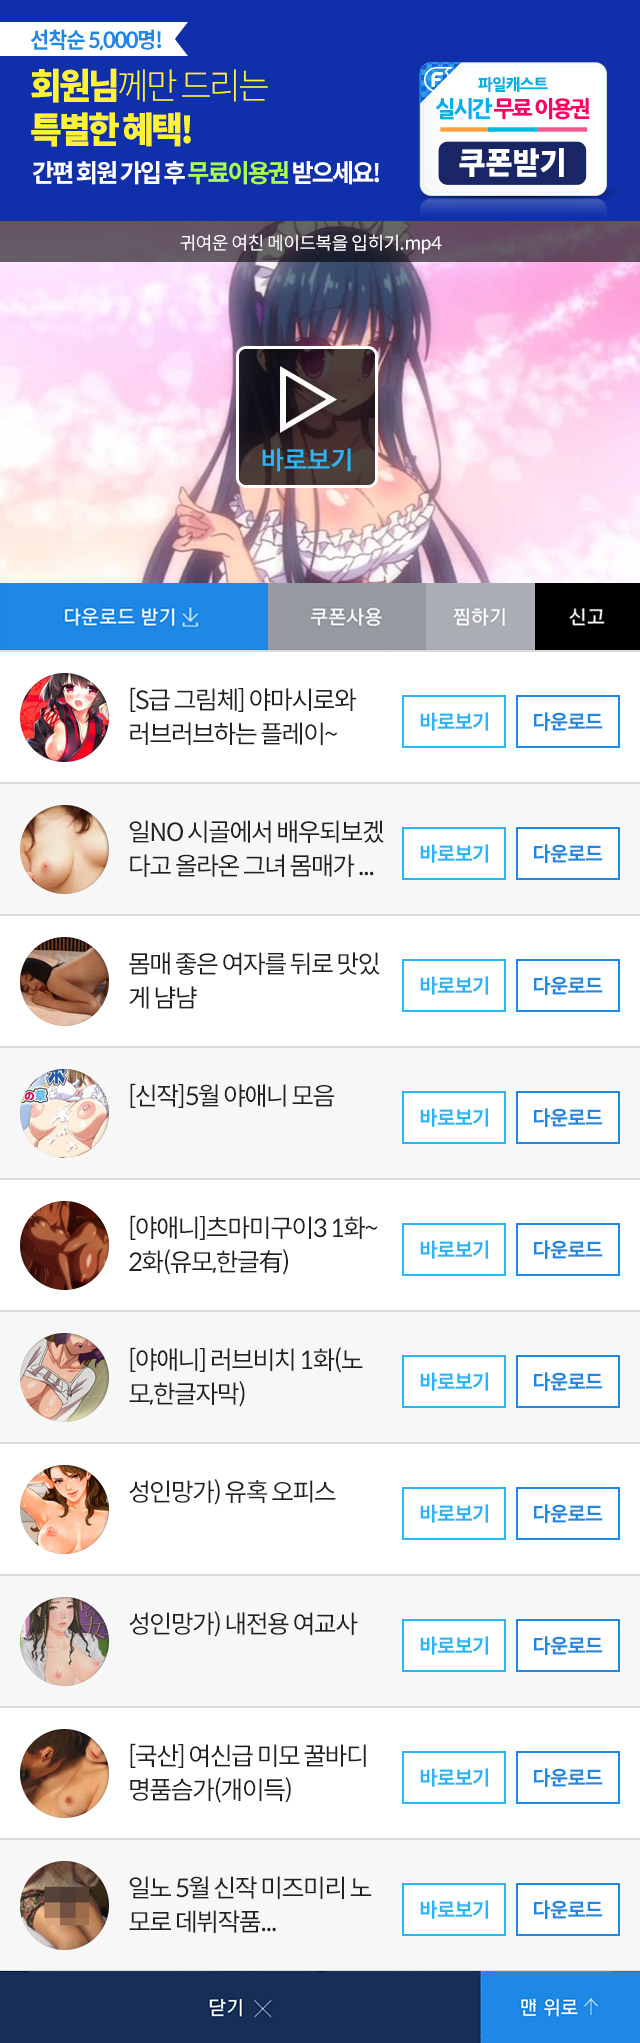 선착순 5,000명!
회원님께만 드리는
특별한 혜택!
간편 회원 가입 후 무료이용권 받으세요!
파일캐스트
실시간 무료 이용권
쿠폰받기
귀여운 여친 메이드복을 입히기.mp4
바로보기
다운로드 받기
쿠폰사용
찜하기
신고
[S급 그림체] 야마시로와
러브러브하는 플레이~
바로보기
다운로드
일NO 시골에서 배우되보겠
다고 올라온 그녀 몸매가 ...
바로보기
다운로드
몸매 좋은 여자를 뒤로 맛있
게 냠냠
바로보기
다운로드
[신작]5월 야애니 모음
바로보기
다운로드
[야애니]츠마미구이3 1화~
2화(유모,한글有)
바로보기
다운로드
[야애니] 러브비치 1화(노
모,한글자막)
바로보기
다운로드
성인망가) 유혹 오피스
바로보기
다운로드
성인망가) 내전용 여교사
바로보기
다운로드
[국산] 여신급 미모 꿀바디
명품슴가(개이득)
바로보기
다운로드
일노 5월 신작 미즈미리 노
모로 데뷔작품...
바로보기
다운로드
닫기
맨 위로